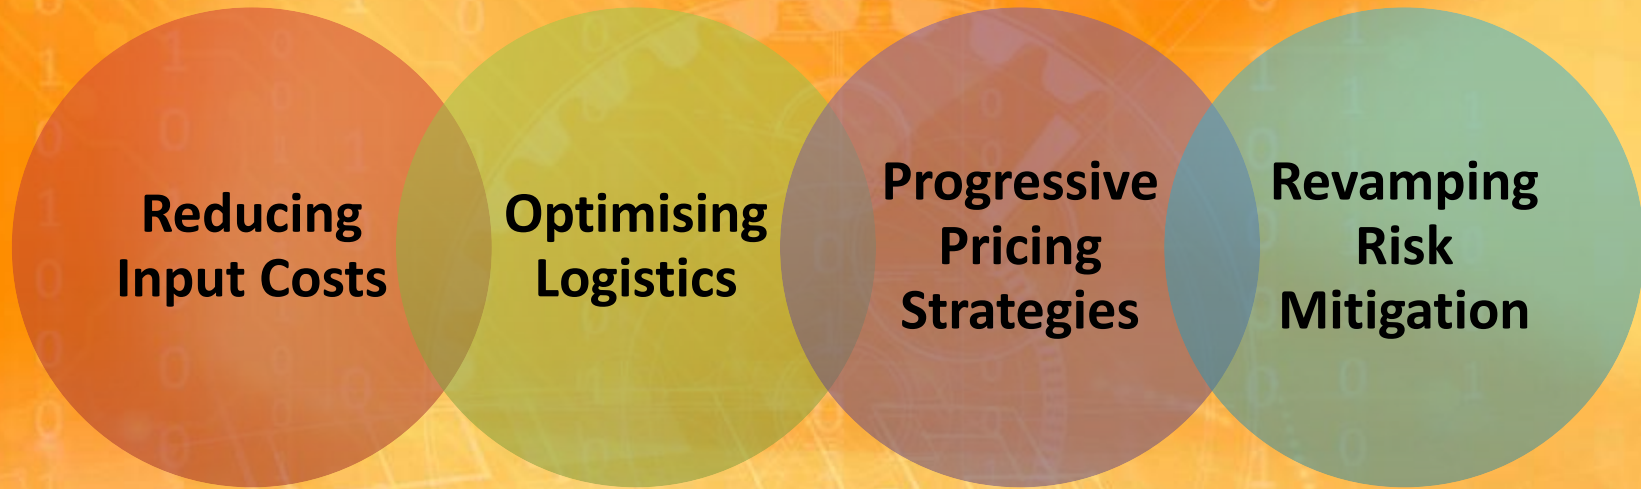 Reducing
Input Costs
Optimising
Logistics
Progressive
Pricing
Strategies
Revamping
Risk
Mitigation